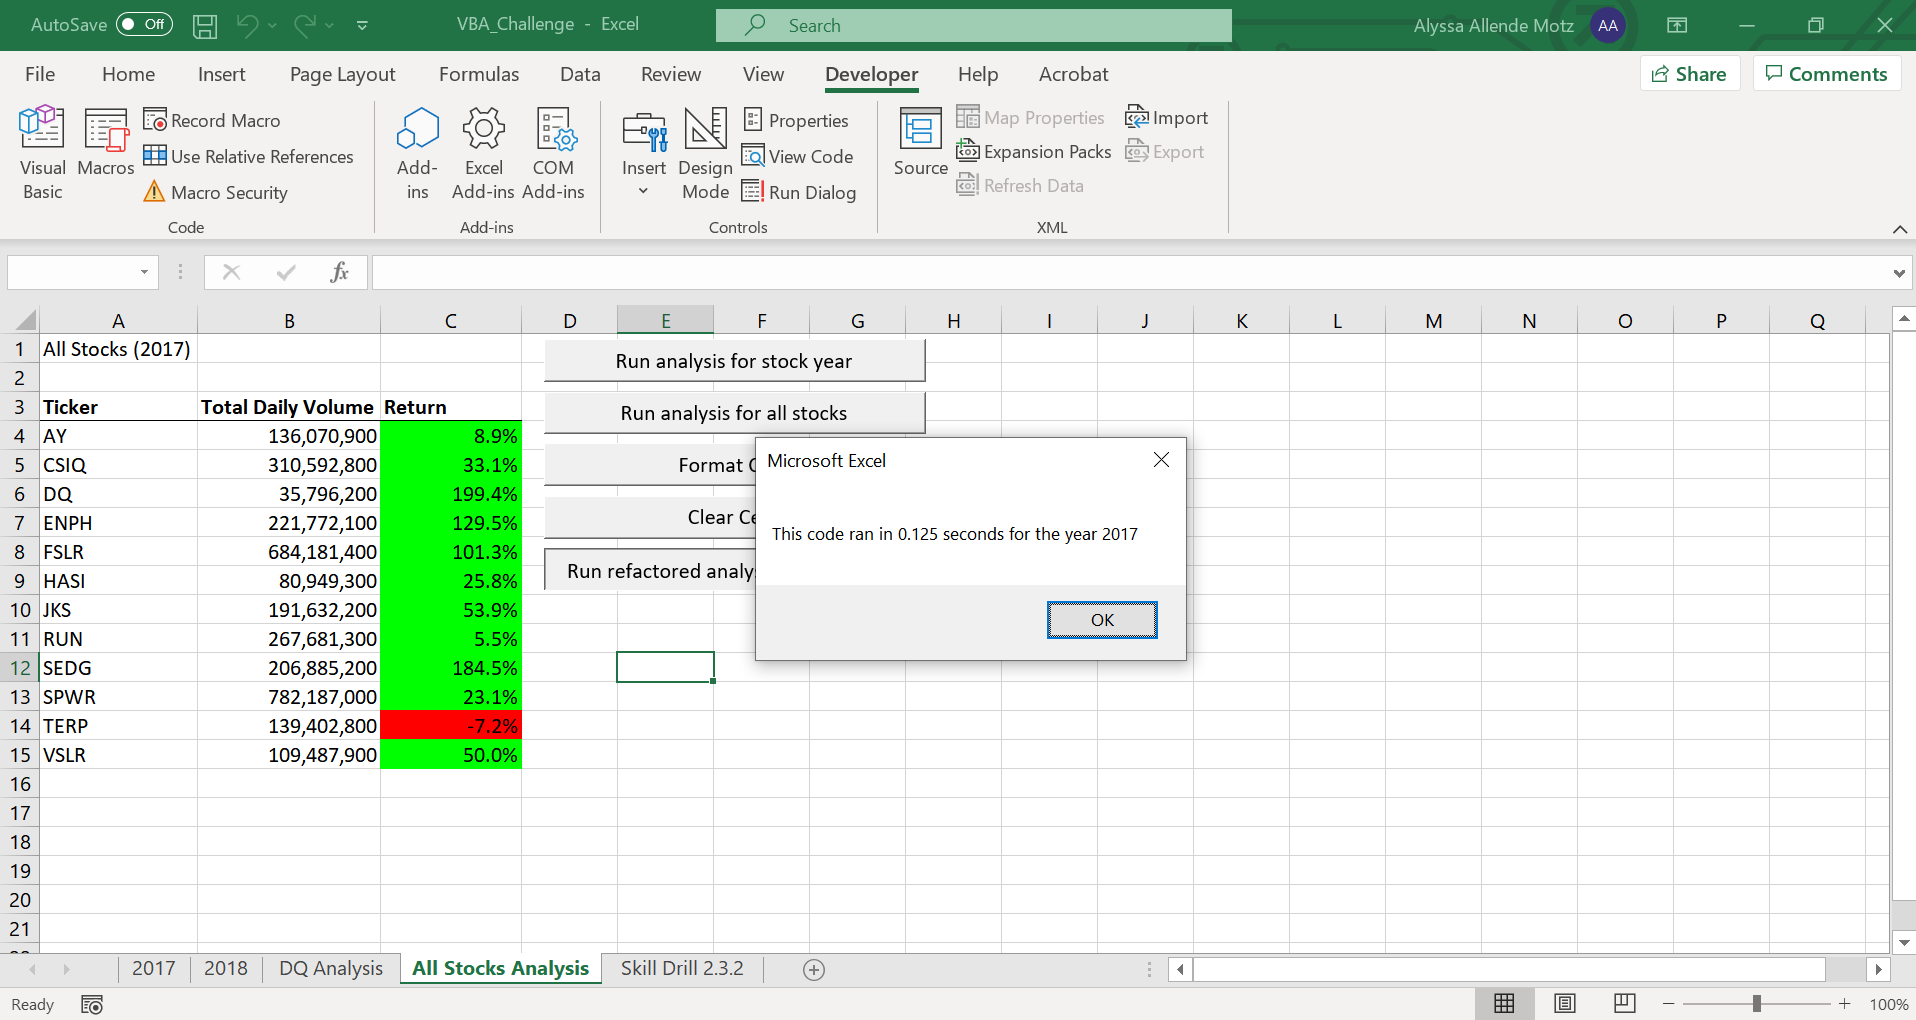 AutoSave Off VBA_Challenge - Excel Search Alyssa Allende Motz AA
File Home Insert Page Layout Formulas Data Review View Developer Help Acrobat Share Comments
Visual Basic
Macros
Record Macro
Use Relative References
Macro Security
Code
Add-ins
Excel Add-ins
COM Add-ins
Add-ins
Insert
Design Mode
Properties
View Code
Run Dialog
Controls
Source
Map Properties
Expansion Packs
Refresh Data
Import
Export
XML
fx
A B C D E F G H I J K L M N O P Q
1 All Stocks (2017)
2
3 Ticker Total Daily Volume Return
4 AY 136,070,900 8.9%
5 CSIQ 310,592,800 33.1%
6 DQ 35,796,200 199.4%
7 ENPH 221,772,100 129.5%
8 FSLR 684,181,400 101.3%
9 HASI 80,949,300 25.8%
10 JKS 191,632,200 53.9%
11 RUN 267,681,300 5.5%
12 SEDG 206,885,200 184.5%
13 SPWR 782,187,000 23.1%
14 TERP 139,402,800 -7.2%
15 VSLR 109,487,900 50.0%
16
17
18
19
20
21
Run analysis for stock year
Run analysis for all stocks
Format
Clear
Run refactored
Microsoft Excel
This code ran in 0.125 seconds for the year 2017
OK
2017 2018 DQ Analysis All Stocks Analysis Skill Drill 2.3.2
Ready 100%